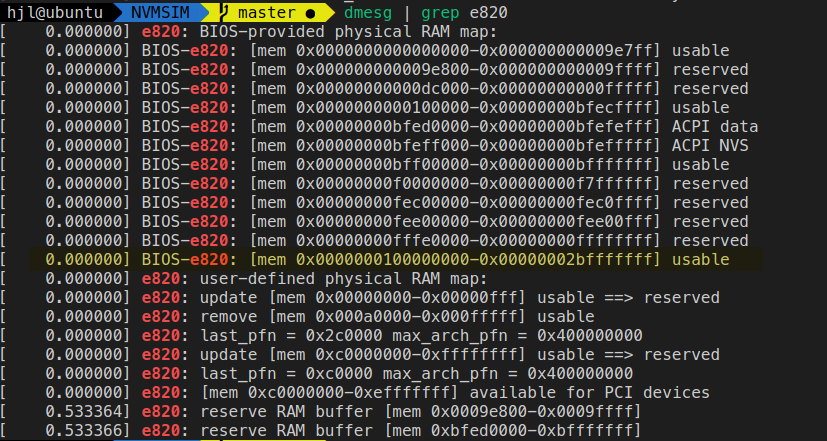 hjl@ubuntu NVMSIM master ● dmesg | grep e820
[    0.000000] e820: BIOS-provided physical RAM map:
[    0.000000] BIOS-e820: [mem 0x0000000000000000-0x000000000009e7ff] usable
[    0.000000] BIOS-e820: [mem 0x000000000009e800-0x000000000009ffff] reserved
[    0.000000] BIOS-e820: [mem 0x00000000000dc000-0x00000000000fffff] reserved
[    0.000000] BIOS-e820: [mem 0x0000000000100000-0x00000000bfecffff] usable
[    0.000000] BIOS-e820: [mem 0x00000000bfed0000-0x00000000bfefefff] ACPI data
[    0.000000] BIOS-e820: [mem 0x00000000bfeff000-0x00000000bfefffff] ACPI NVS
[    0.000000] BIOS-e820: [mem 0x00000000bff00000-0x00000000bfffffff] usable
[    0.000000] BIOS-e820: [mem 0x00000000f0000000-0x00000000f7ffffff] reserved
[    0.000000] BIOS-e820: [mem 0x00000000fec00000-0x00000000fec0ffff] reserved
[    0.000000] BIOS-e820: [mem 0x00000000fee00000-0x00000000fee00fff] reserved
[    0.000000] BIOS-e820: [mem 0x00000000fffe0000-0x00000000ffffffff] reserved
[    0.000000] BIOS-e820: [mem 0x0000000100000000-0x00000002bfffffff] usable
[    0.000000] e820: user-defined physical RAM map:
[    0.000000] e820: update [mem 0x00000000-0x00000fff] usable ==> reserved
[    0.000000] e820: remove [mem 0x000a0000-0x000fffff] usable
[    0.000000] e820: last_pfn = 0x2c0000 max_arch_pfn = 0x400000000
[    0.000000] e820: update [mem 0xc0000000-0xffffffff] usable ==> reserved
[    0.000000] e820: last_pfn = 0xc0000 max_arch_pfn = 0x400000000
[    0.000000] e820: [mem 0xc0000000-0xefffffff] available for PCI devices
[    0.533364] e820: reserve RAM buffer [mem 0x0009e800-0x0009ffff]
[    0.533366] e820: reserve RAM buffer [mem 0xbfed0000-0xbfffffff]